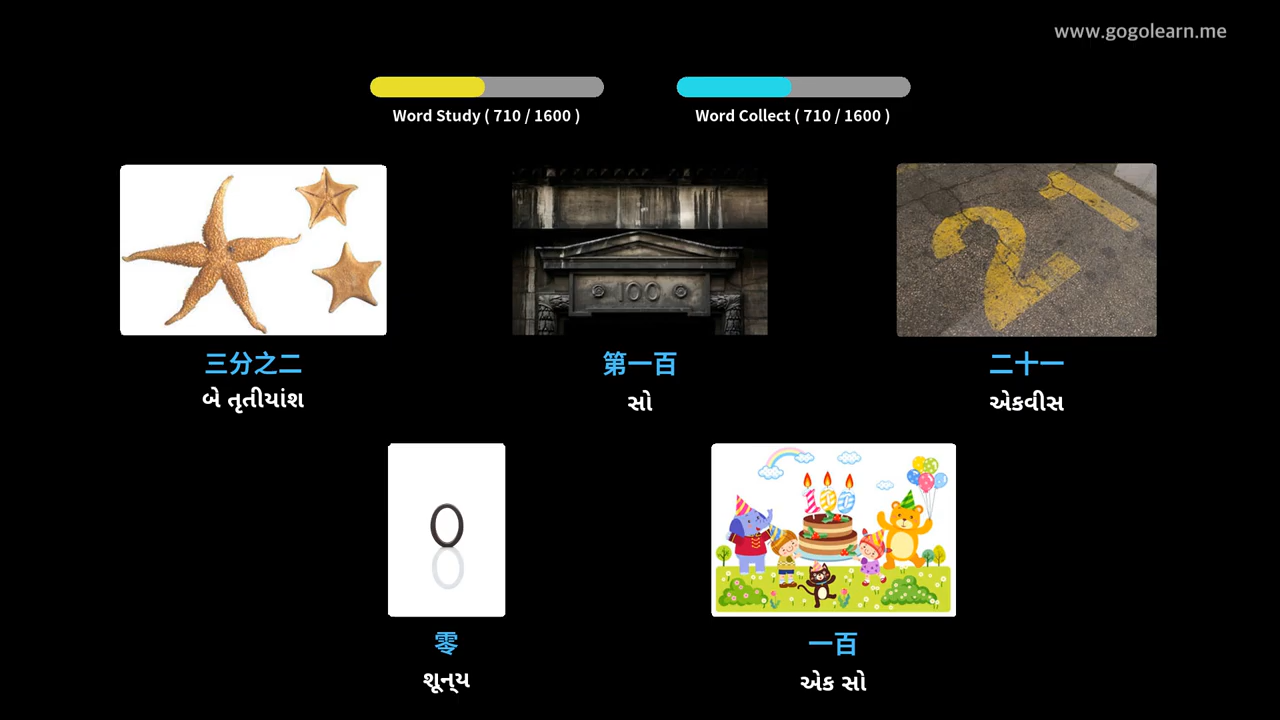 www.gogolearn.me
Word Study ( 710 / 1600 )
Word Collect ( 710 / 1600 )
100
21
三分之二
第一百
二十一
બે તૃતીયાંશ
સો
એકવીસ
0
100
零
一百
શૂન્ય
એક સો